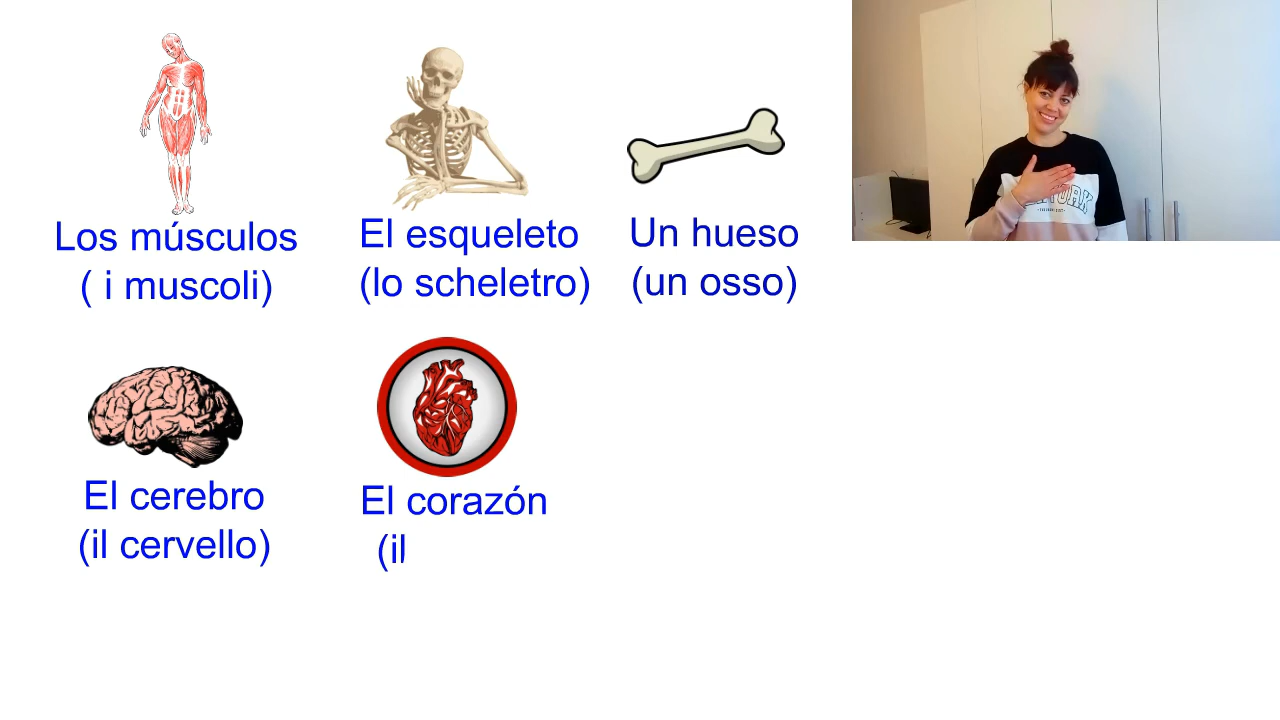 Los músculos
( i muscoli)
El esqueleto
(lo scheletro)
Un hueso
(un osso)
El cerebro
(il cervello)
El corazón
(il